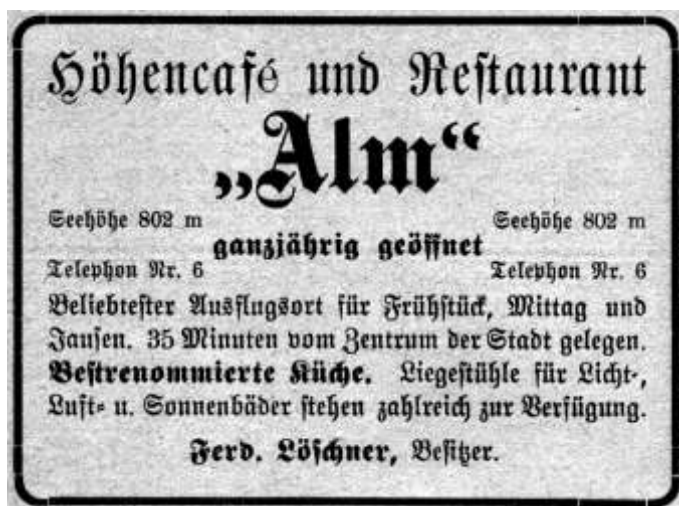 Höhencafé und Restaurant
„Alm“
Seehöhe 802 m Seehöhe 802 m
ganzjährig geöffnet
Telephon Nr. 6 Telephon Nr. 6
Beliebtester Ausflugsort für Frühstück, Mittag und
Jausen. 35 Minuten vom Zentrum der Stadt gelegen.
Bestrenommierte Küche. Liegestühle für Licht-,
Luft- u. Sonnenbäder stehen zahlreich zur Verfügung.
Ferd. Löschner, Besitzer.